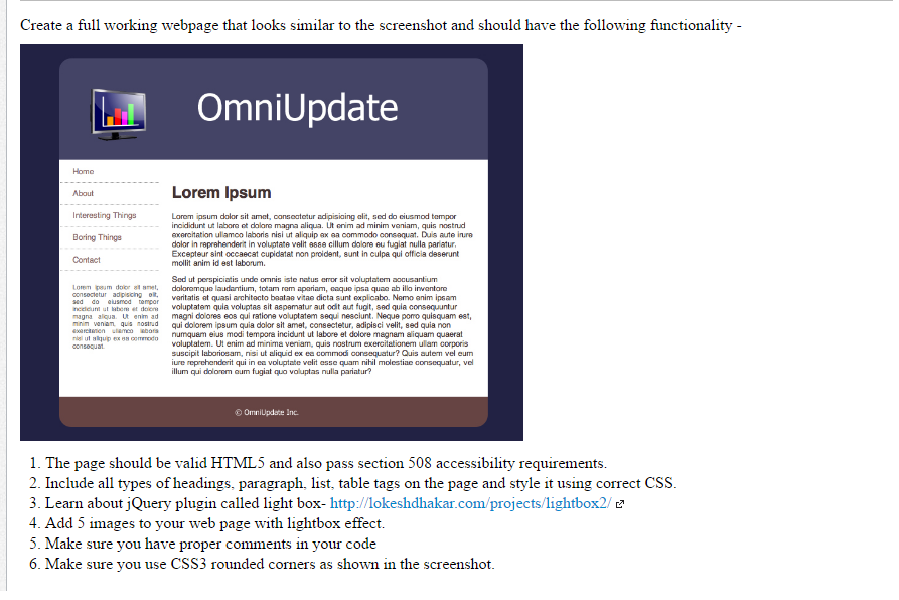 Create a full working webpage that looks similar to the screenshot and should have the following functionality -
OmniUpdate
Home
About
Interesting Things
Boring Things
Contact
Lorem ipsum dolor sit amet,
consectetur adipisicing elit,
sed do eiusmod tempor
incididunt ut labore et dolore
magna aliqua. Ut enim ad
minim veniam, quis nostrud
exercitation ullamco laboris
nisi ut aliquip ex ea commodo
consequat.
Lorem Ipsum
Lorem ipsum dolor sit amet, consectetur adipisicing elit, sed do eiusmod tempor
incididunt ut labore et dolore magna aliqua. Ut enim ad minim veniam, quis nostrud
exercitation ullamco laboris nisi ut aliquip ex ea commodo consequat. Duis aute irure
dolor in reprehenderit in voluptate velit esse cillum dolore eu fugiat nulla pariatur.
Excepteur sint occaecat cupidatat non proident, sunt in culpa qui officia deserunt
mollit anim id est laborum.
Sed ut perspiciatis unde omnis iste natus error sit voluptatem accusantium
doloremque laudantium, totam rem aperiam, eaque ipsa quae ab illo inventore
veritatis et quasi architecto beatae vitae dicta sunt explicabo. Nemo enim ipsam
voluptatem quia voluptas sit aspernatur aut odit aut fugit, sed quia consequuntur
magni dolores eos qui ratione voluptatem sequi nesciunt. Neque porro quisquam est,
qui dolorem ipsum quia dolor sit amet, consectetur, adipisci velit, sed quia non
numquam eius modi tempora incidunt ut labore et dolore magnam aliquam quaerat
voluptatem. Ut enim ad minima veniam, quis nostrum exercitationem ullam corporis
suscipit laboriosam, nisi ut aliquid ex ea commodi consequatur? Quis autem vel eum
iure reprehenderit qui in ea voluptate velit esse quam nihil molestiae consequatur, vel
illum qui dolorem eum fugiat quo voluptas nulla pariatur?
© OmniUpdate Inc.
1. The page should be valid HTML5 and also pass section 508 accessibility requirements.
2. Include all types of headings, paragraph, list, table tags on the page and style it using correct CSS.
3. Learn about jQuery plugin called light box- http://lokeshdhakar.com/projects/lightbox2/
4. Add 5 images to your web page with lightbox effect.
5. Make sure you have proper comments in your code
6. Make sure you use CSS3 rounded corners as shown in the screenshot.